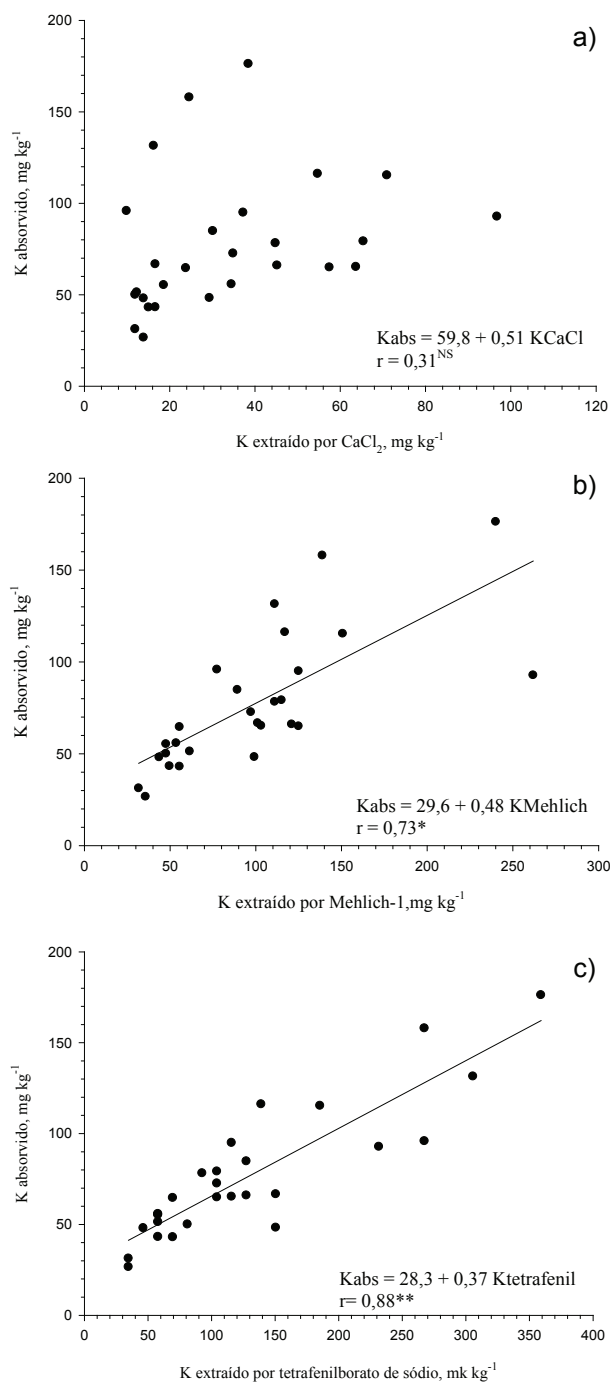 a)
200
150
100
50
0
K absorvido, mg kg⁻¹
Kabs = 59,8 + 0,51 KCaCl
r = 0,31ᴺˢ
0 20 40 60 80 100 120
K extraído por CaCl₂, mg kg⁻¹
b)
200
150
100
50
0
K absorvido, mg kg⁻¹
Kabs = 29,6 + 0,48 KMehlich
r = 0,73*
0 50 100 150 200 250 300
K extraído por Mehlich-1,mg kg⁻¹
c)
200
150
100
50
0
K absorvido, mg kg⁻¹
Kabs = 28,3 + 0,37 Ktetrafenil
r= 0,88**
0 50 100 150 200 250 300 350 400
K extraído por tetrafenilborato de sódio, mk kg⁻¹